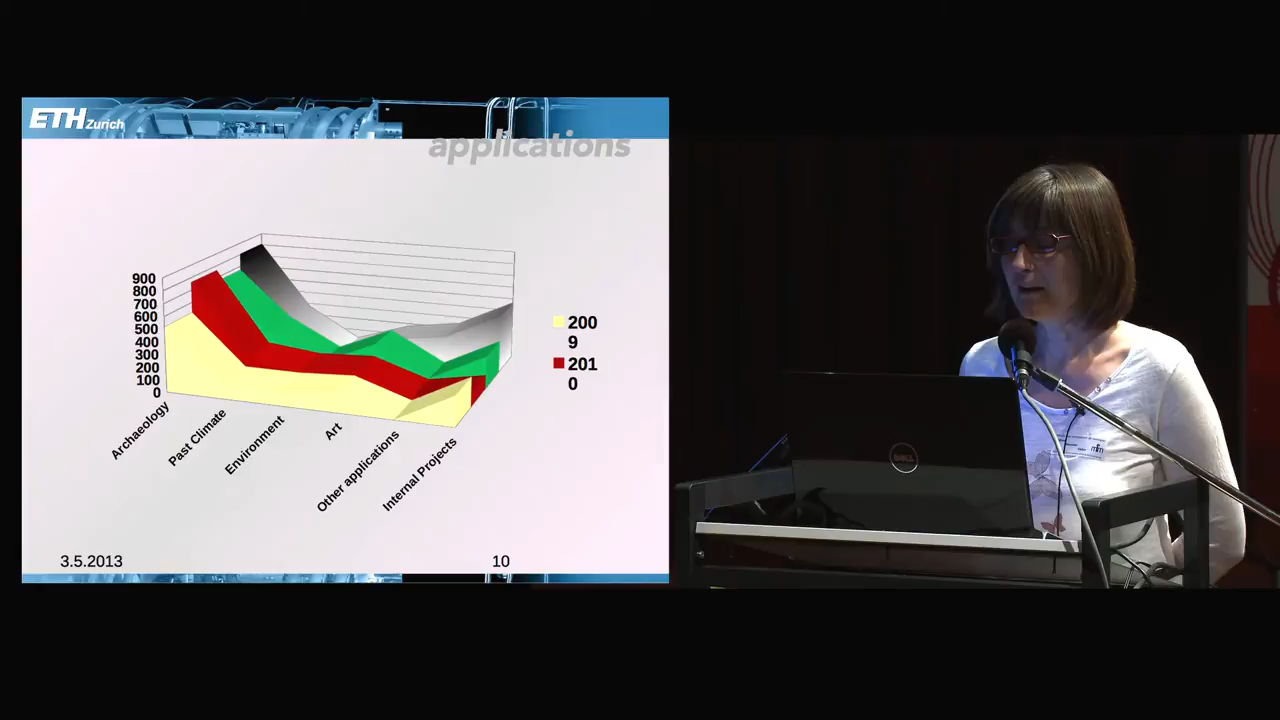 ETH Zurich
applications
900
800
700
600
500
400
300
200
100
0
Archaeology
Past Climate
Environment
Art
Other applications
Internal Projects
200
9
201
0
3.5.2013
10
DELL